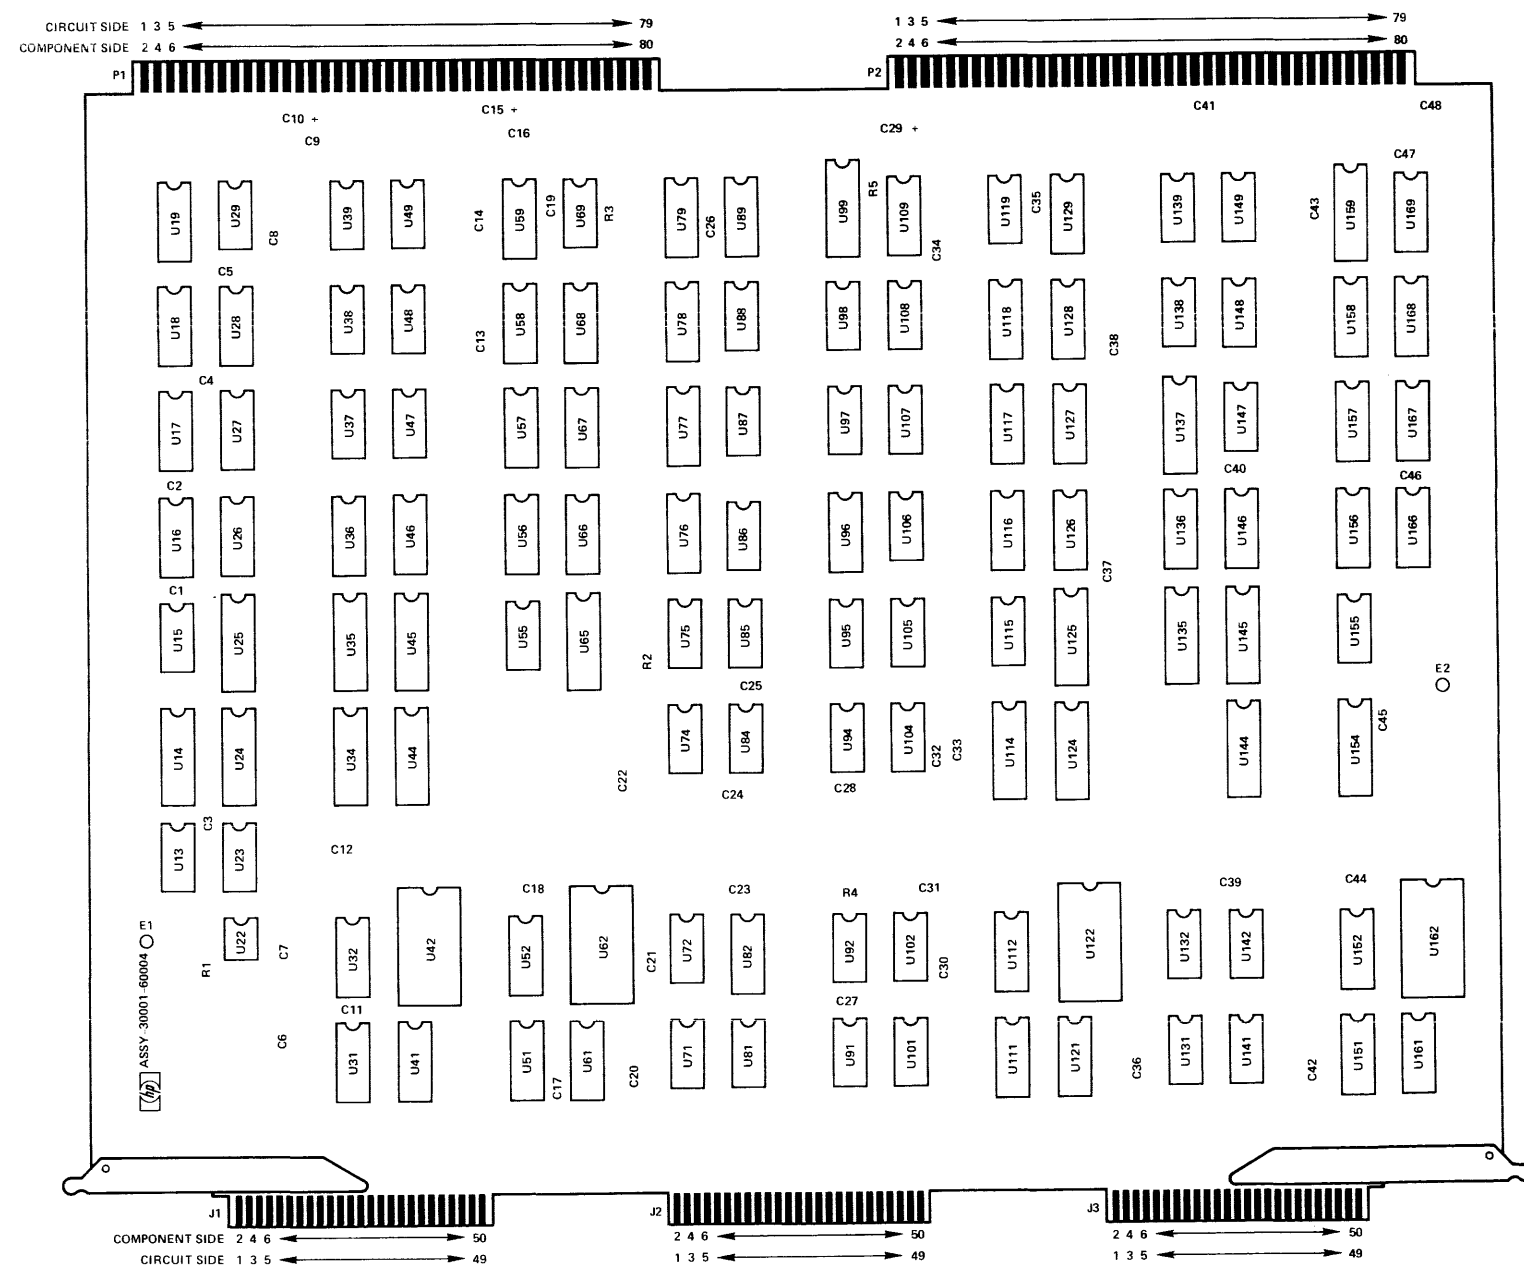 CIRCUIT SIDE 1 3 5 79
1 3 5 79
COMPONENT SIDE 2 4 6 80
2 4 6 80
P1
P2
C10 +
C15 +
C41
C48
C9
C16
C29 +
C47
U19 U29 C8 U39 U49 C14 U59 C19 U69 R3 U79 C26 U89 U99 R5 U109 C34 U119 C35 U129 U139 U149 C43 U159 U169
C5
U18 U28 U38 U48 C13 U58 U68 U78 U88 U98 U108 U118 U128 C38 U138 U148 U158 U168
C4
U17 U27 U37 U47 U57 U67 U77 U87 U97 U107 U117 U127 U137 U147 U157 U167
C2
C40
C46
U16 U26 U36 U46 U56 U66 U76 U86 U96 U106 U116 U126 C37 U136 U146 U156 U166
C1
U15 U25 U35 U45 U55 U65 R2 U75 U85 U95 U105 U115 U125 U135 U145 U155
E2
C25
U14 U24 U34 U44 C22 U74 U84 U94 U104 C32 C33 U114 U124 U144 U154 C45
C24
C28
C3
U13 U23
C12
C18
C23
R4
C31
C39
C44
E1
R1 U22 C7 U32 U42 U52 U62 C21 U72 U82 U92 U102 C30 U112 U122 U132 U142 U152 U162
ASSY-30001-60004
C11
C27
C6 U31 U41 U51 C17 U61 C20 U71 U81 U91 U101 U111 U121 C36 U131 U141 C42 U151 U161
hp
J1
J2
J3
COMPONENT SIDE 2 4 6 50
2 4 6 50
2 4 6 50
CIRCUIT SIDE 1 3 5 49
1 3 5 49
1 3 5 49